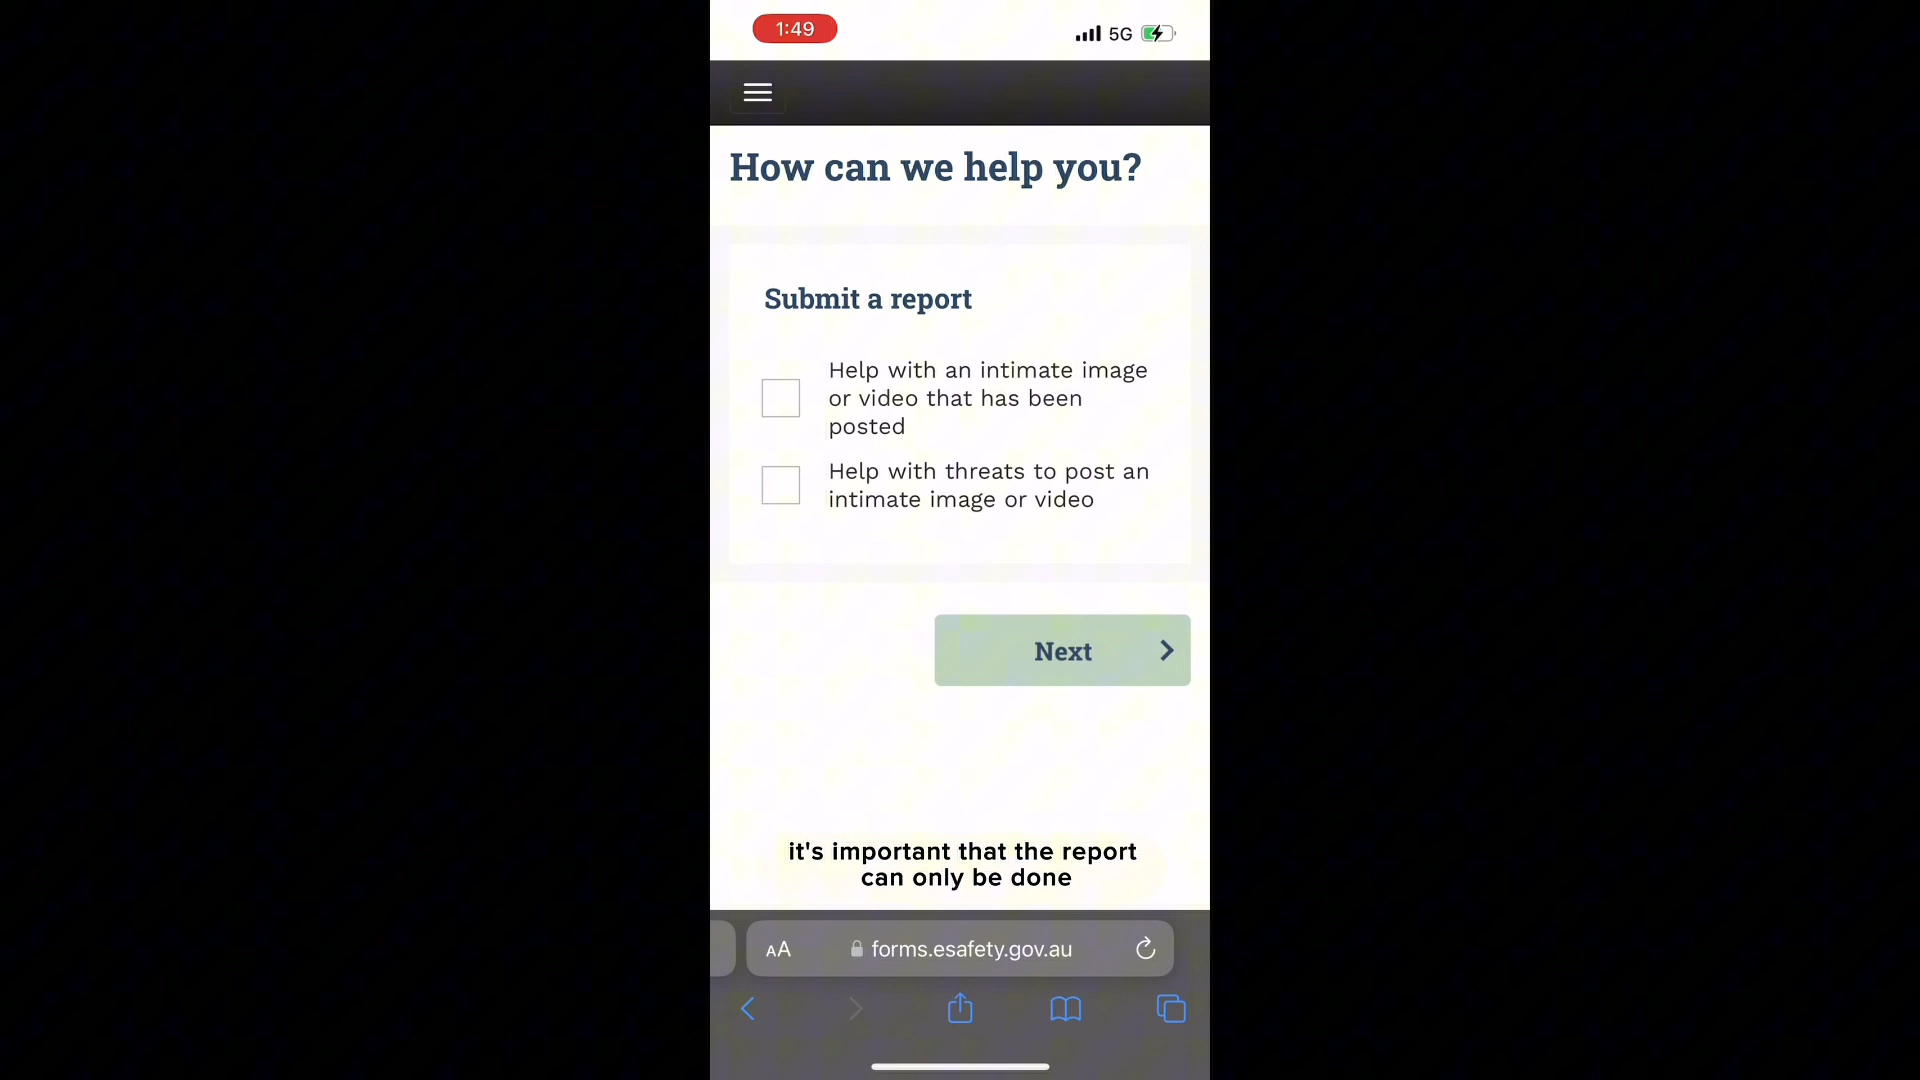 1:49
5G
How can we help you?
Submit a report
Help with an intimate image
or video that has been
posted
Help with threats to post an
intimate image or video
Next
it's important that the report
can only be done
AA
forms.esafety.gov.au